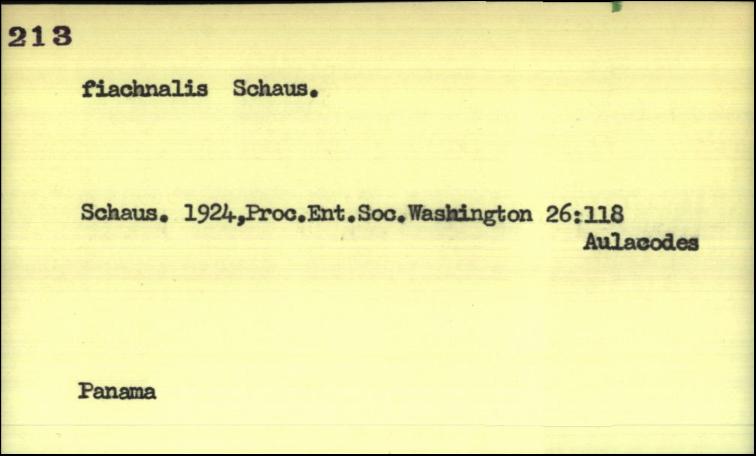 213
fiachnalis Schaus.
Schaus. 1924,Proc.Ent.Soc.Washington 26:118
Aulacodes
Panama